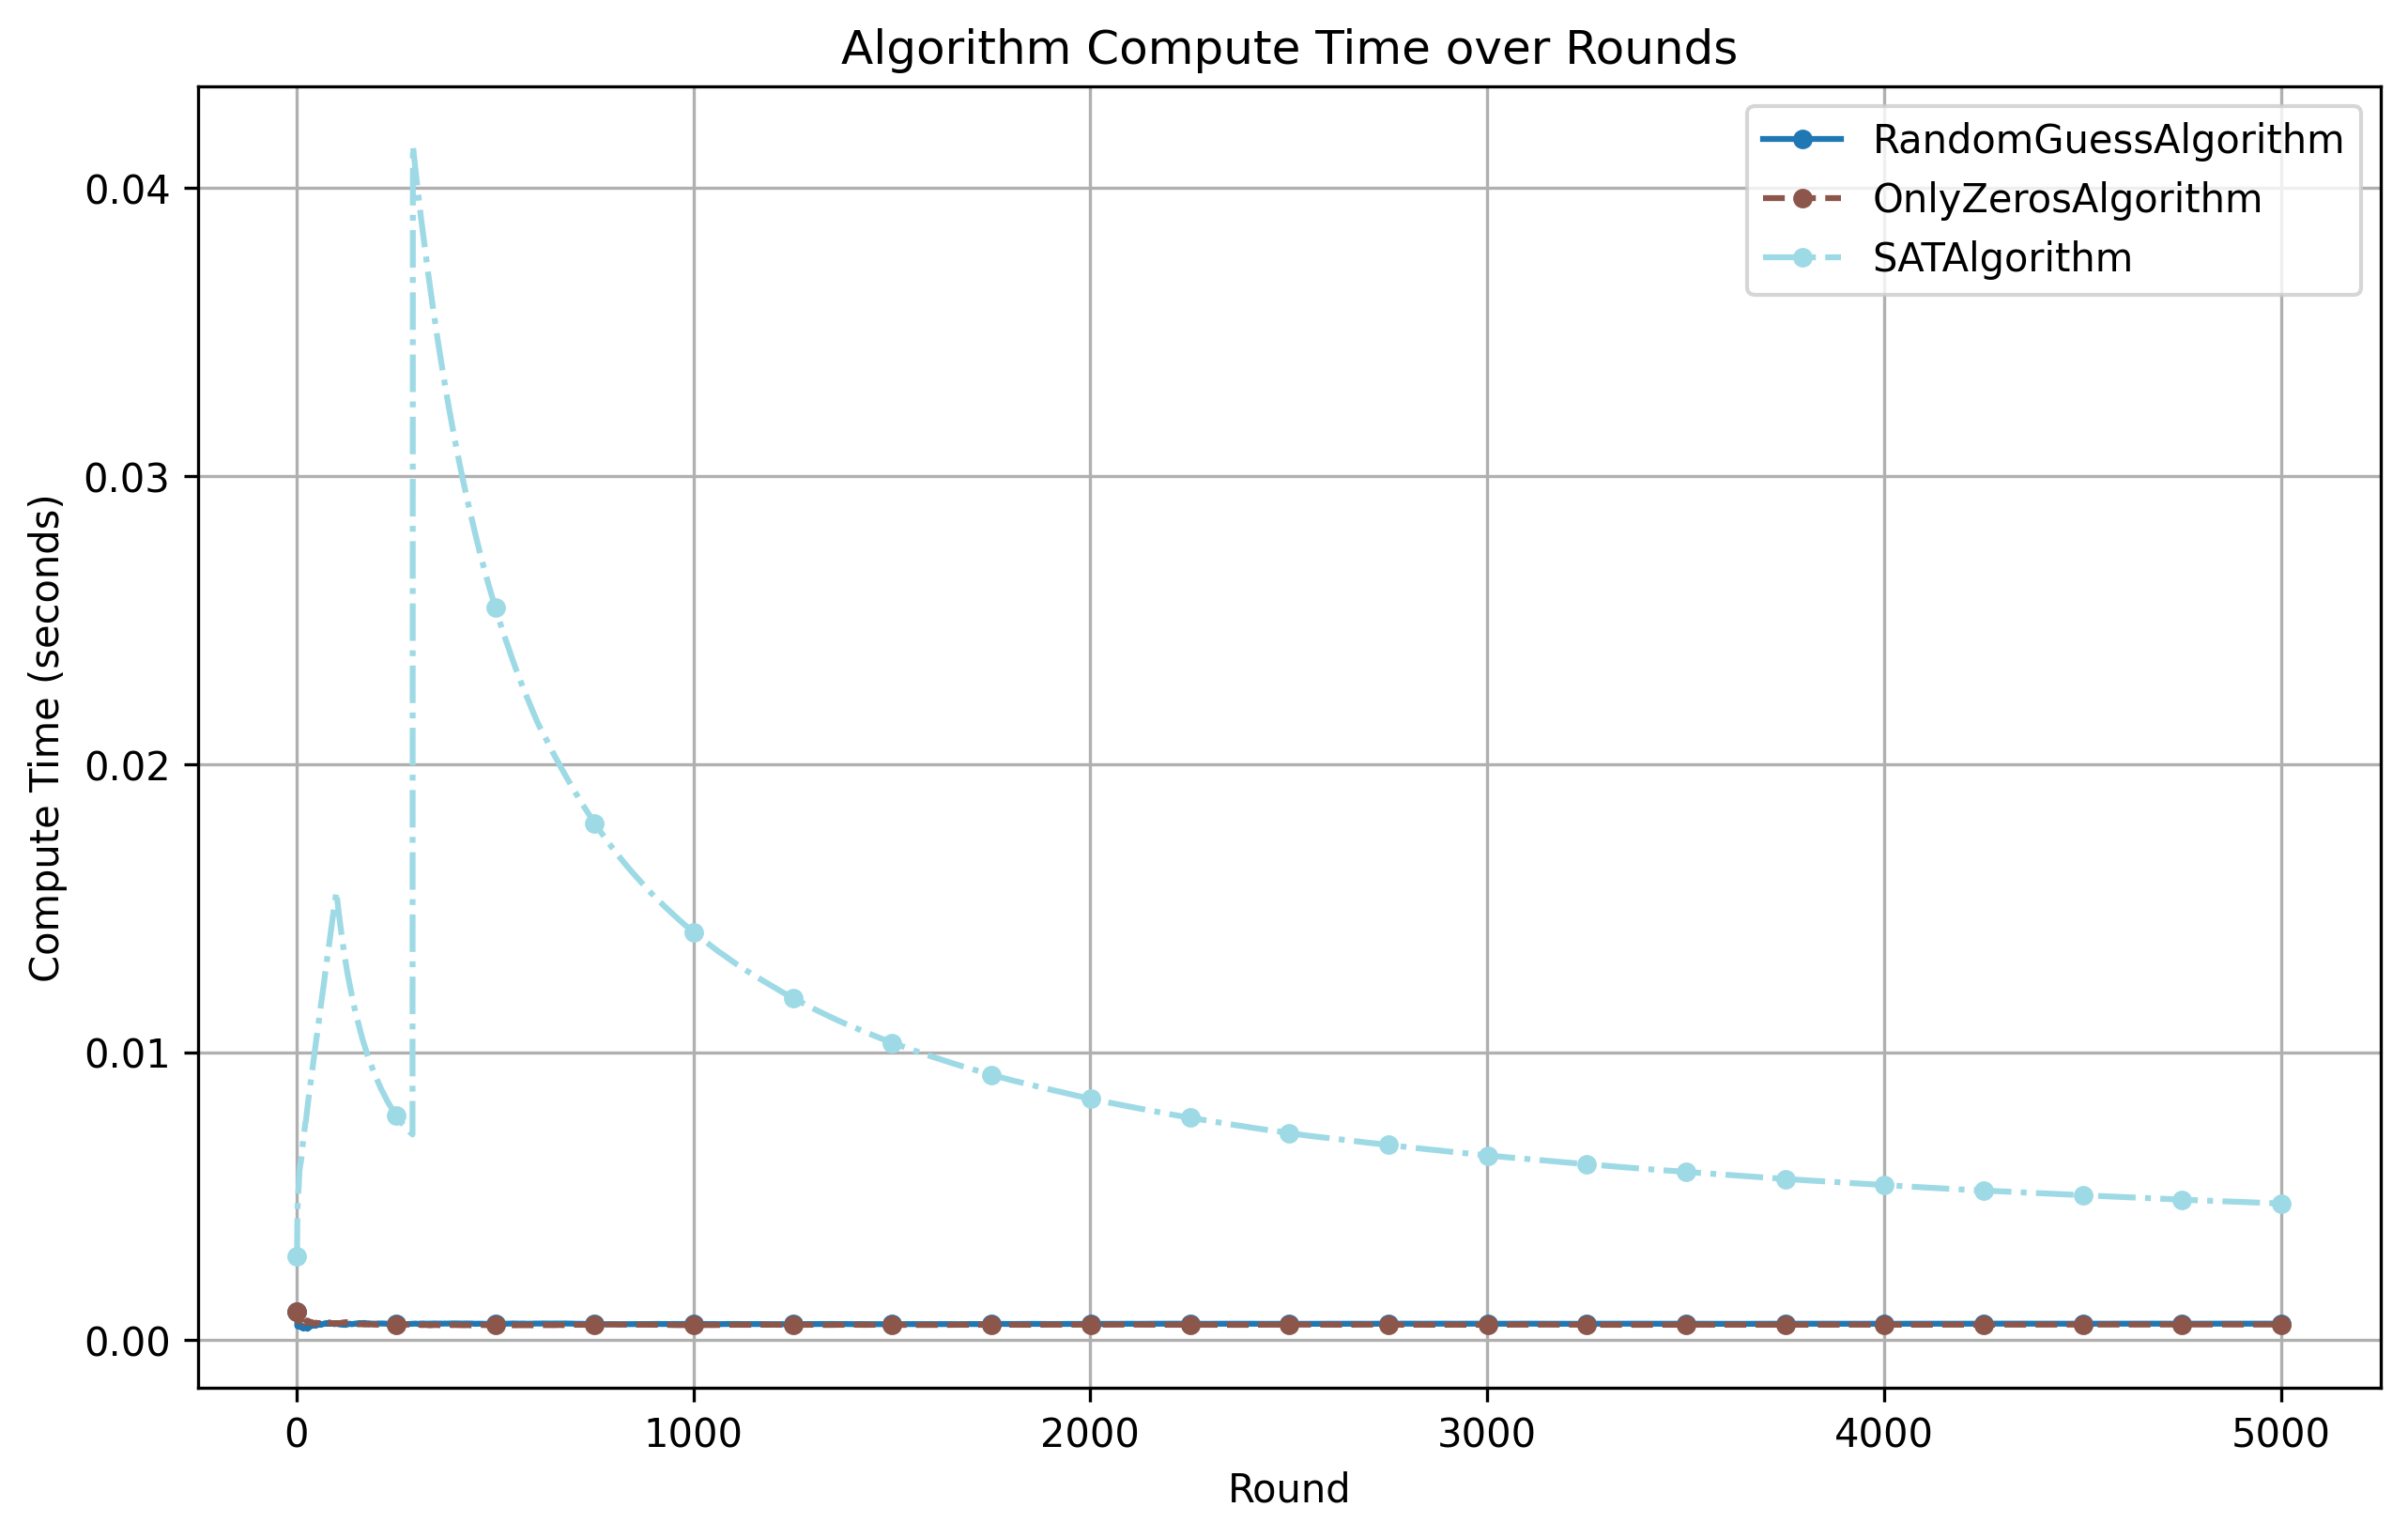 Algorithm Compute Time over Rounds
RandomGuessAlgorithm
OnlyZerosAlgorithm
SATAlgorithm
Compute Time (seconds)
0.04
0.03
0.02
0.01
0.00
0 1000 2000 3000 4000 5000
Round